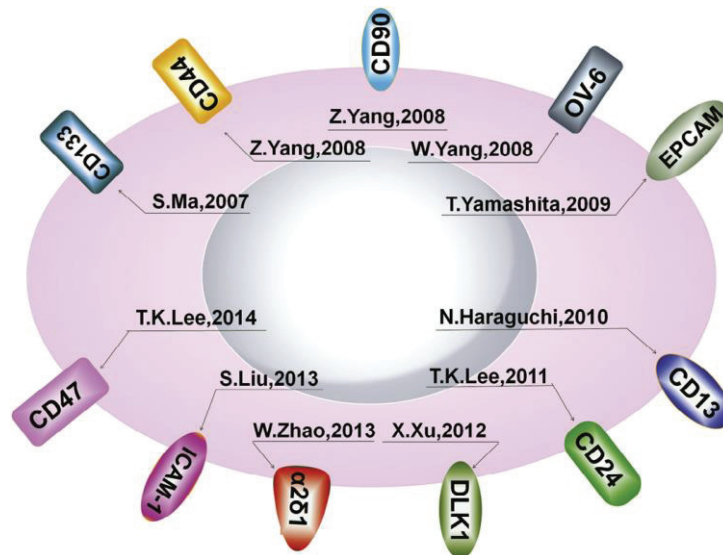 CD90
CD44
OV-6
CD133
EPCAM
Z.Yang,2008
Z.Yang,2008
W.Yang,2008
S.Ma,2007
T.Yamashita,2009
T.K.Lee,2014
N.Haraguchi,2010
S.Liu,2013
T.K.Lee,2011
CD47
CD13
W.Zhao,2013
X.Xu,2012
ICAM-1
α2δ1
DLK1
CD24